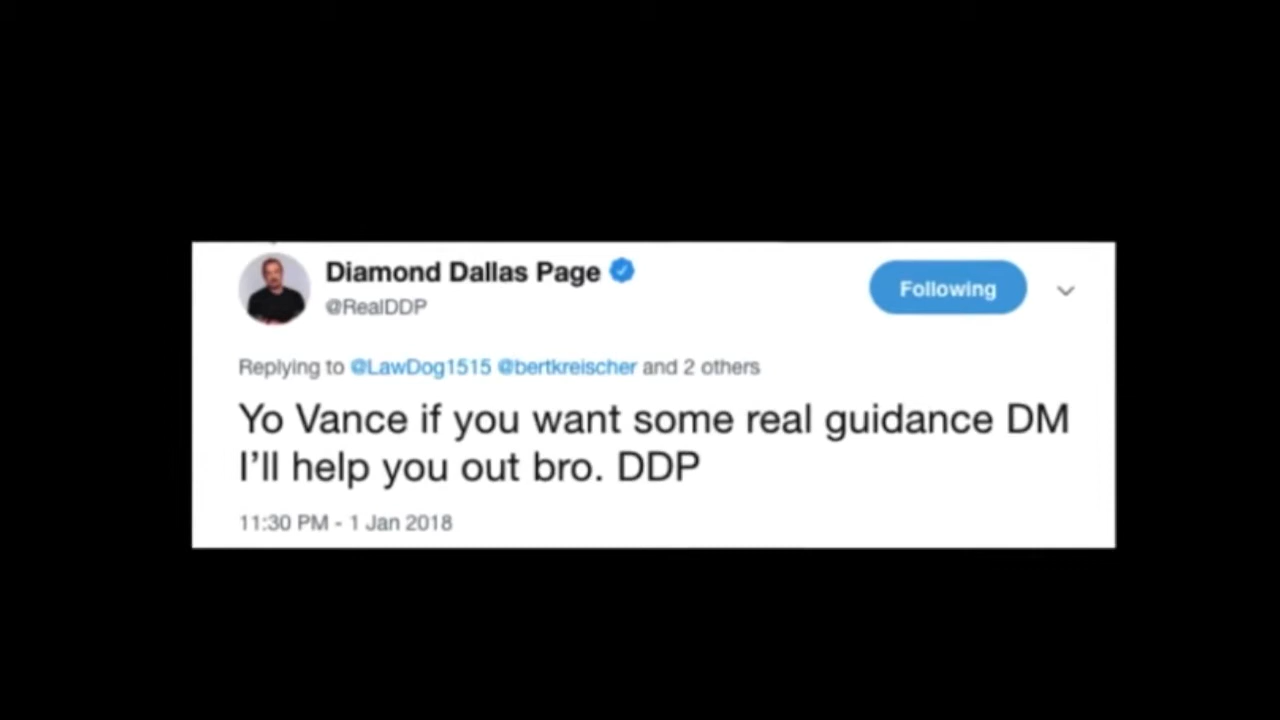 Diamond Dallas Page
@RealDDP
Following
Replying to @LawDog1515 @bertkreischer and 2 others
Yo Vance if you want some real guidance DM
I'll help you out bro. DDP
11:30 PM - 1 Jan 2018